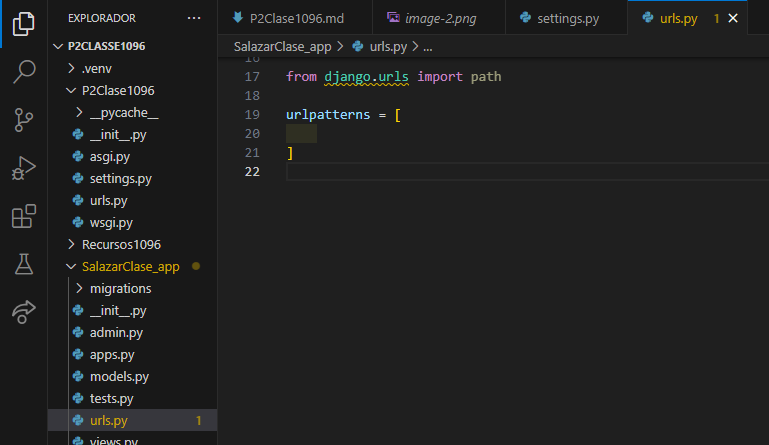 EXPLORADOR
P2CLASSE1096
.venv
P2Clase1096
__pycache__
__init__.py
asgi.py
settings.py
urls.py
wsgi.py
Recursos1096
SalazarClase_app
migrations
__init__.py
admin.py
apps.py
models.py
tests.py
urls.py 1
views.py
P2Clase1096.md image-2.png settings.py urls.py 1
SalazarClase_app > urls.py > ...
16
17 from django.urls import path
18
19 urlpatterns = [
20
21 ]
22